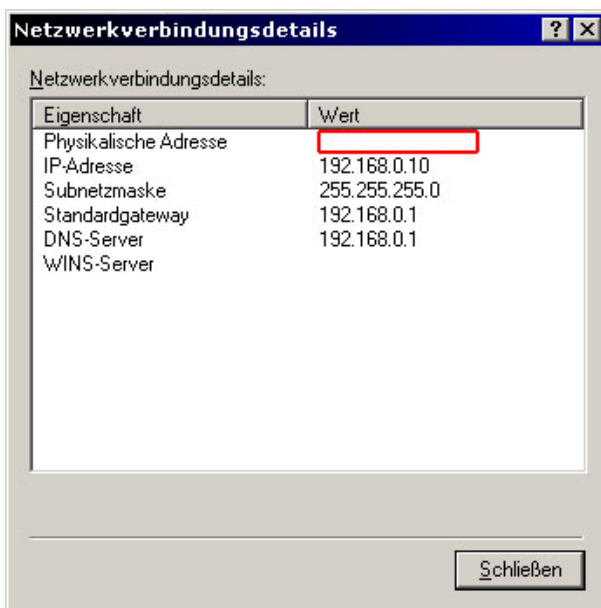 Netzwerkverbindungsdetails
Netzwerkverbindungsdetails:
Eigenschaft Wert
Physikalische Adresse
IP-Adresse 192.168.0.10
Subnetzmaske 255.255.255.0
Standardgateway 192.168.0.1
DNS-Server 192.168.0.1
WINS-Server
Schließen